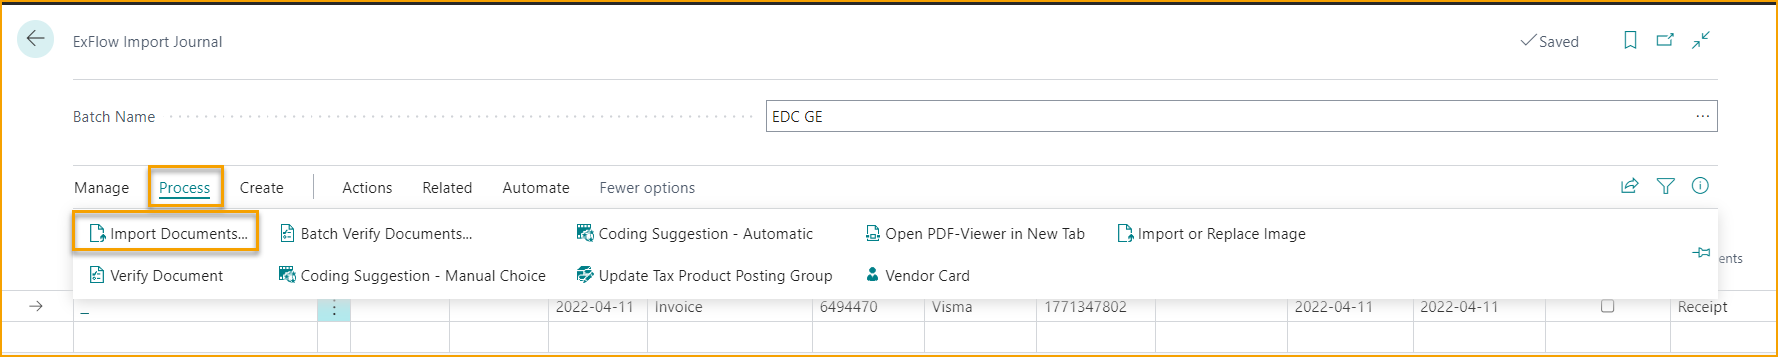 ExFlow Import Journal
Saved
Batch Name
EDC GE
Manage Process Create Actions Related Automate Fewer options
Import Documents... Batch Verify Documents... Coding Suggestion - Automatic Open PDF-Viewer in New Tab Import or Replace Image
Verify Document Coding Suggestion - Manual Choice Update Tax Product Posting Group Vendor Card
ents
_ 2022-04-11 Invoice 6494470 Visma 1771347802 2022-04-11 2022-04-11 Receipt